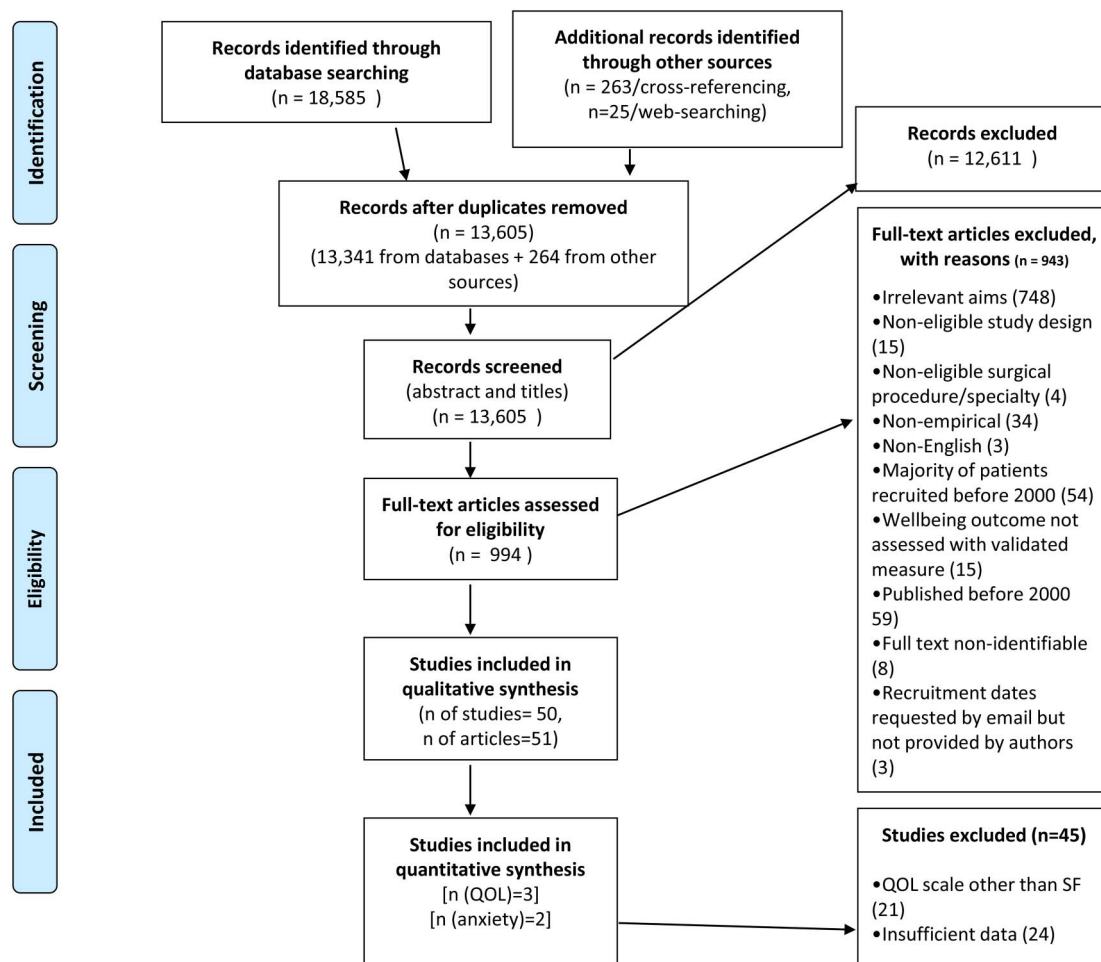 Identification
Screening
Eligibility
Included
Records identified through
database searching
(n = 18,585 )
Additional records identified
through other sources
(n = 263/cross-referencing,
n=25/web-searching)
Records after duplicates removed
(n = 13,605)
(13,341 from databases + 264 from other
sources)
Records screened
(abstract and titles)
(n = 13,605 )
Records excluded
(n = 12,611 )
Full-text articles assessed
for eligibility
(n = 994 )
Full-text articles excluded,
with reasons (n = 943)
•Irrelevant aims (748)
•Non-eligible study design
(15)
•Non-eligible surgical
procedure/specialty (4)
•Non-empirical (34)
•Non-English (3)
•Majority of patients
recruited before 2000 (54)
•Wellbeing outcome not
assessed with validated
measure (15)
•Published before 2000
59)
•Full text non-identifiable
(8)
•Recruitment dates
requested by email but
not provided by authors
(3)
Studies included in
qualitative synthesis
(n of studies= 50,
n of articles=51)
Studies included in
quantitative synthesis
[n (QOL)=3]
[n (anxiety)=2]
Studies excluded (n=45)
•QOL scale other than SF
(21)
•Insufficient data (24)